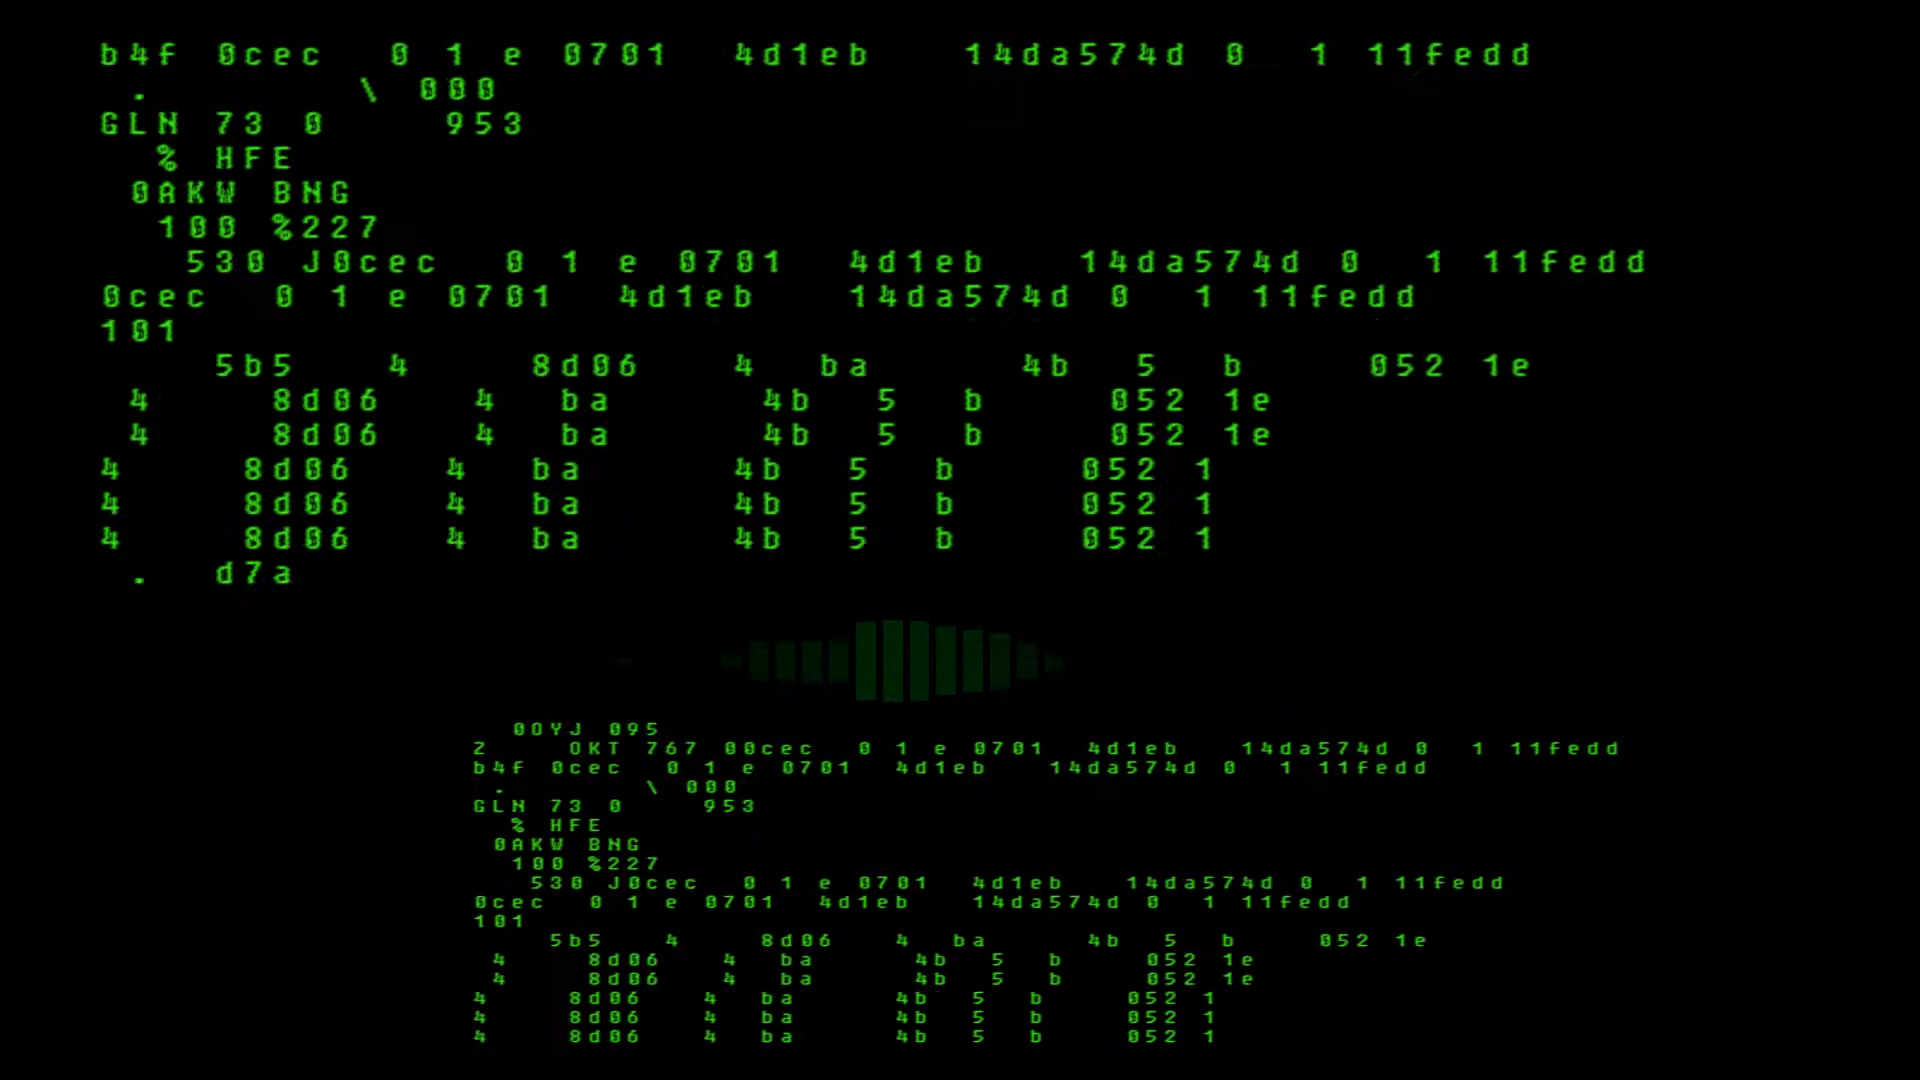 b4f 0cec 0 1 e 0701 4d1eb 14da574d 0 1 11fedd
. \ 000
GLN 73 0 953
% HFE
0AKW BNG
100 %227
530 J0cec 0 1 e 0701 4d1eb 14da574d 0 1 11fedd
0cec 0 1 e 0701 4d1eb 14da574d 0 1 11fedd
101
5b5 4 8d06 4 ba 4b 5 b 052 1e
4 8d06 4 ba 4b 5 b 052 1e
4 8d06 4 ba 4b 5 b 052 1e
4 8d06 4 ba 4b 5 b 052 1
4 8d06 4 ba 4b 5 b 052 1
4 8d06 4 ba 4b 5 b 052 1
. d7a
0OYJ 095
Z OKT 767 00cec 0 1 e 0701 4d1eb 14da574d 0 1 11fedd
b4f 0cec 0 1 e 0701 4d1eb 14da574d 0 1 11fedd
. \ 000
GLN 73 0 953
% HFE
0AKW BNG
100 %227
530 J0cec 0 1 e 0701 4d1eb 14da574d 0 1 11fedd
0cec 0 1 e 0701 4d1eb 14da574d 0 1 11fedd
101
5b5 4 8d06 4 ba 4b 5 b 052 1e
4 8d06 4 ba 4b 5 b 052 1e
4 8d06 4 ba 4b 5 b 052 1e
4 8d06 4 ba 4b 5 b 052 1
4 8d06 4 ba 4b 5 b 052 1
4 8d06 4 ba 4b 5 b 052 1